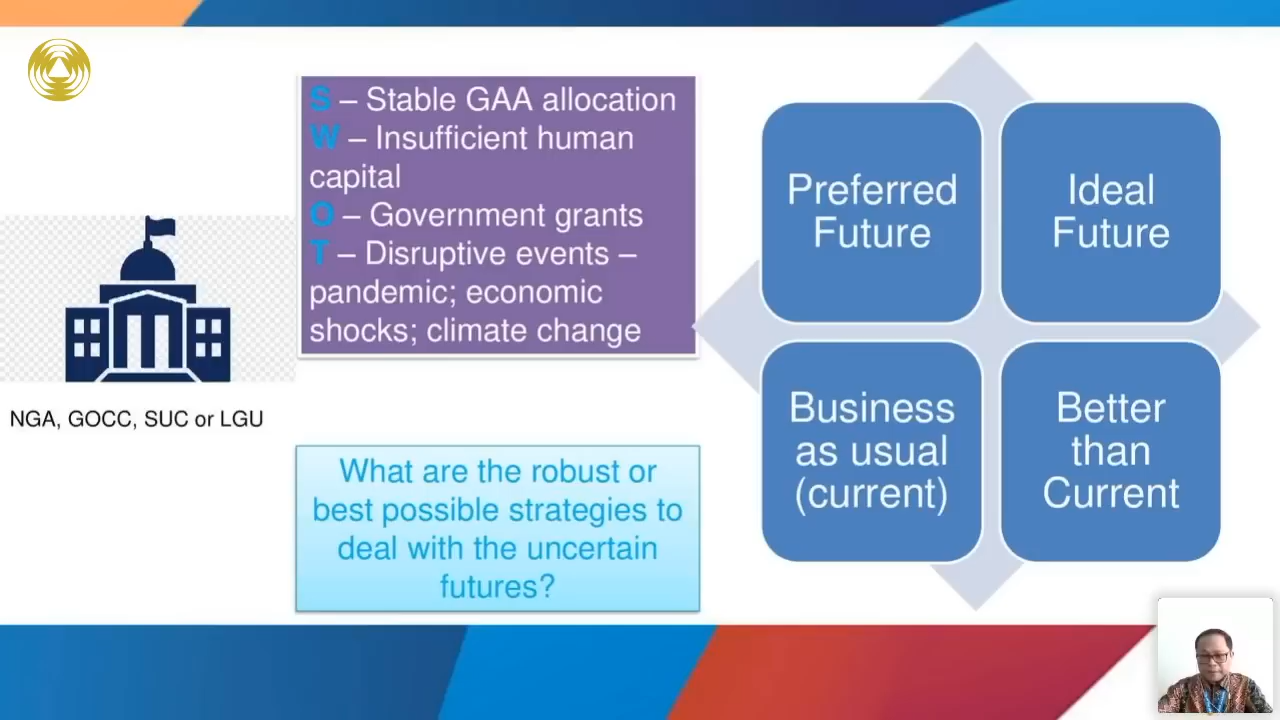 S – Stable GAA allocation
W – Insufficient human
capital
O – Government grants
T – Disruptive events –
pandemic; economic
shocks; climate change
NGA, GOCC, SUC or LGU
What are the robust or
best possible strategies to
deal with the uncertain
futures?
Preferred
Future
Ideal
Future
Business
as usual
(current)
Better
than
Current